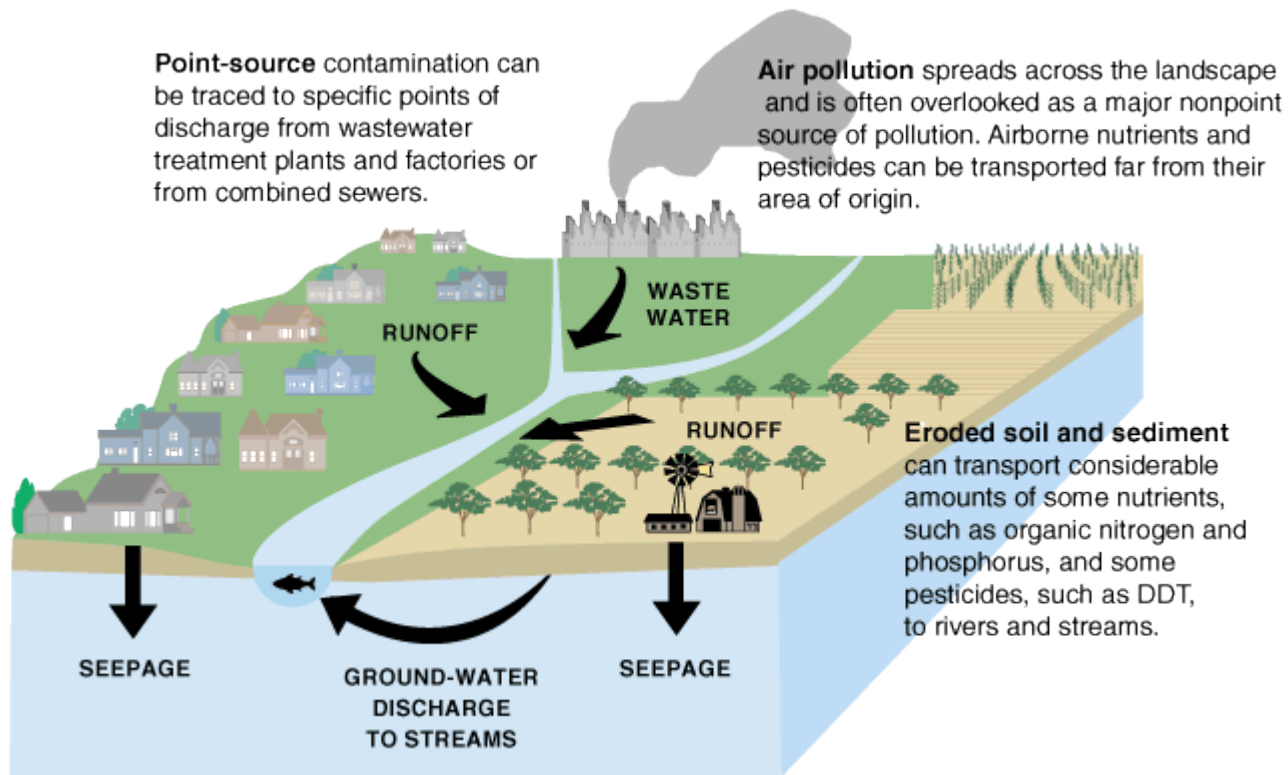 Point-source contamination can
be traced to specific points of
discharge from wastewater
treatment plants and factories or
from combined sewers.
Air pollution spreads across the landscape
and is often overlooked as a major nonpoint
source of pollution. Airborne nutrients and
pesticides can be transported far from their
area of origin.
WASTE
WATER
RUNOFF
RUNOFF
Eroded soil and sediment
can transport considerable
amounts of some nutrients,
such as organic nitrogen and
phosphorus, and some
pesticides, such as DDT,
to rivers and streams.
SEEPAGE
GROUND-WATER
DISCHARGE
TO STREAMS
SEEPAGE